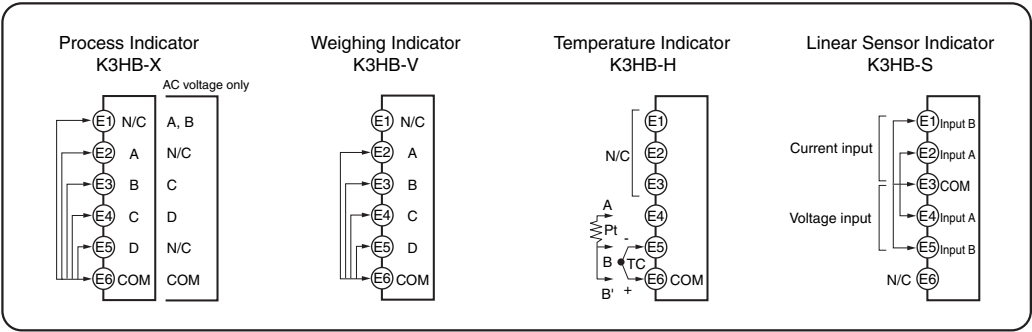 Process Indicator
K3HB-X
AC voltage only
E1 N/C A, B
E2 A N/C
E3 B C
E4 C D
E5 D N/C
E6 COM COM
Weighing Indicator
K3HB-V
E1 N/C
E2 A
E3 B
E4 C
E5 D
E6 COM
Temperature Indicator
K3HB-H
E1
N/C E2
E3
A E4
Pt
- E5
B TC
E6 COM
B' +
Linear Sensor Indicator
K3HB-S
E1 Input B
Current input E2 Input A
E3 COM
Voltage input E4 Input A
E5 Input B
N/C E6